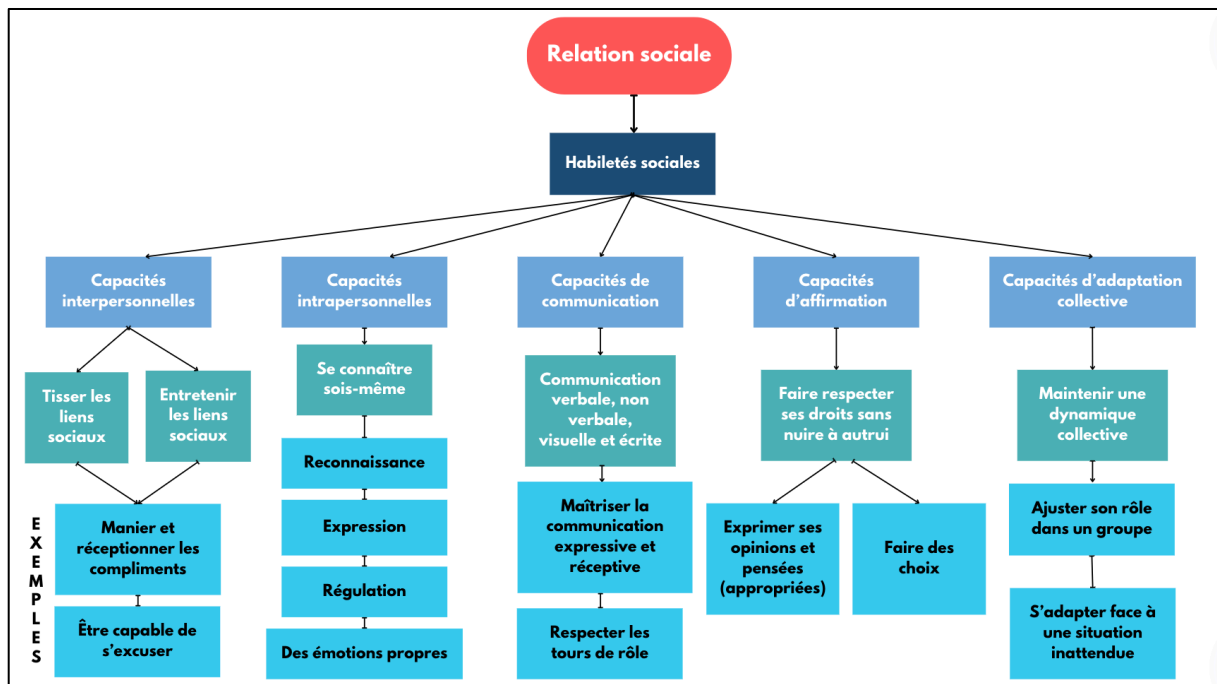 Relation sociale
Habiletés sociales
Capacités
interpersonnelles
Capacités
intrapersonnelles
Capacités de
communication
Capacités
d'affirmation
Capacités d'adaptation
collective
Tisser les
liens
sociaux
Entretenir
les liens
sociaux
Se connaître
sois-même
Communication
verbale, non
verbale,
visuelle et écrite
Faire respecter
ses droits sans
nuire à autrui
Maintenir une
dynamique
collective
EXEMPLES
Manier et
réceptionner les
compliments
Être capable de
s'excuser
Reconnaissance
Expression
Régulation
Des émotions propres
Maîtriser la
communication
expressive et
réceptive
Respecter les
tours de rôle
Exprimer ses
opinions et
pensées
(appropriées)
Faire des
choix
Ajuster son rôle
dans un groupe
S'adapter face à
une situation
inattendue